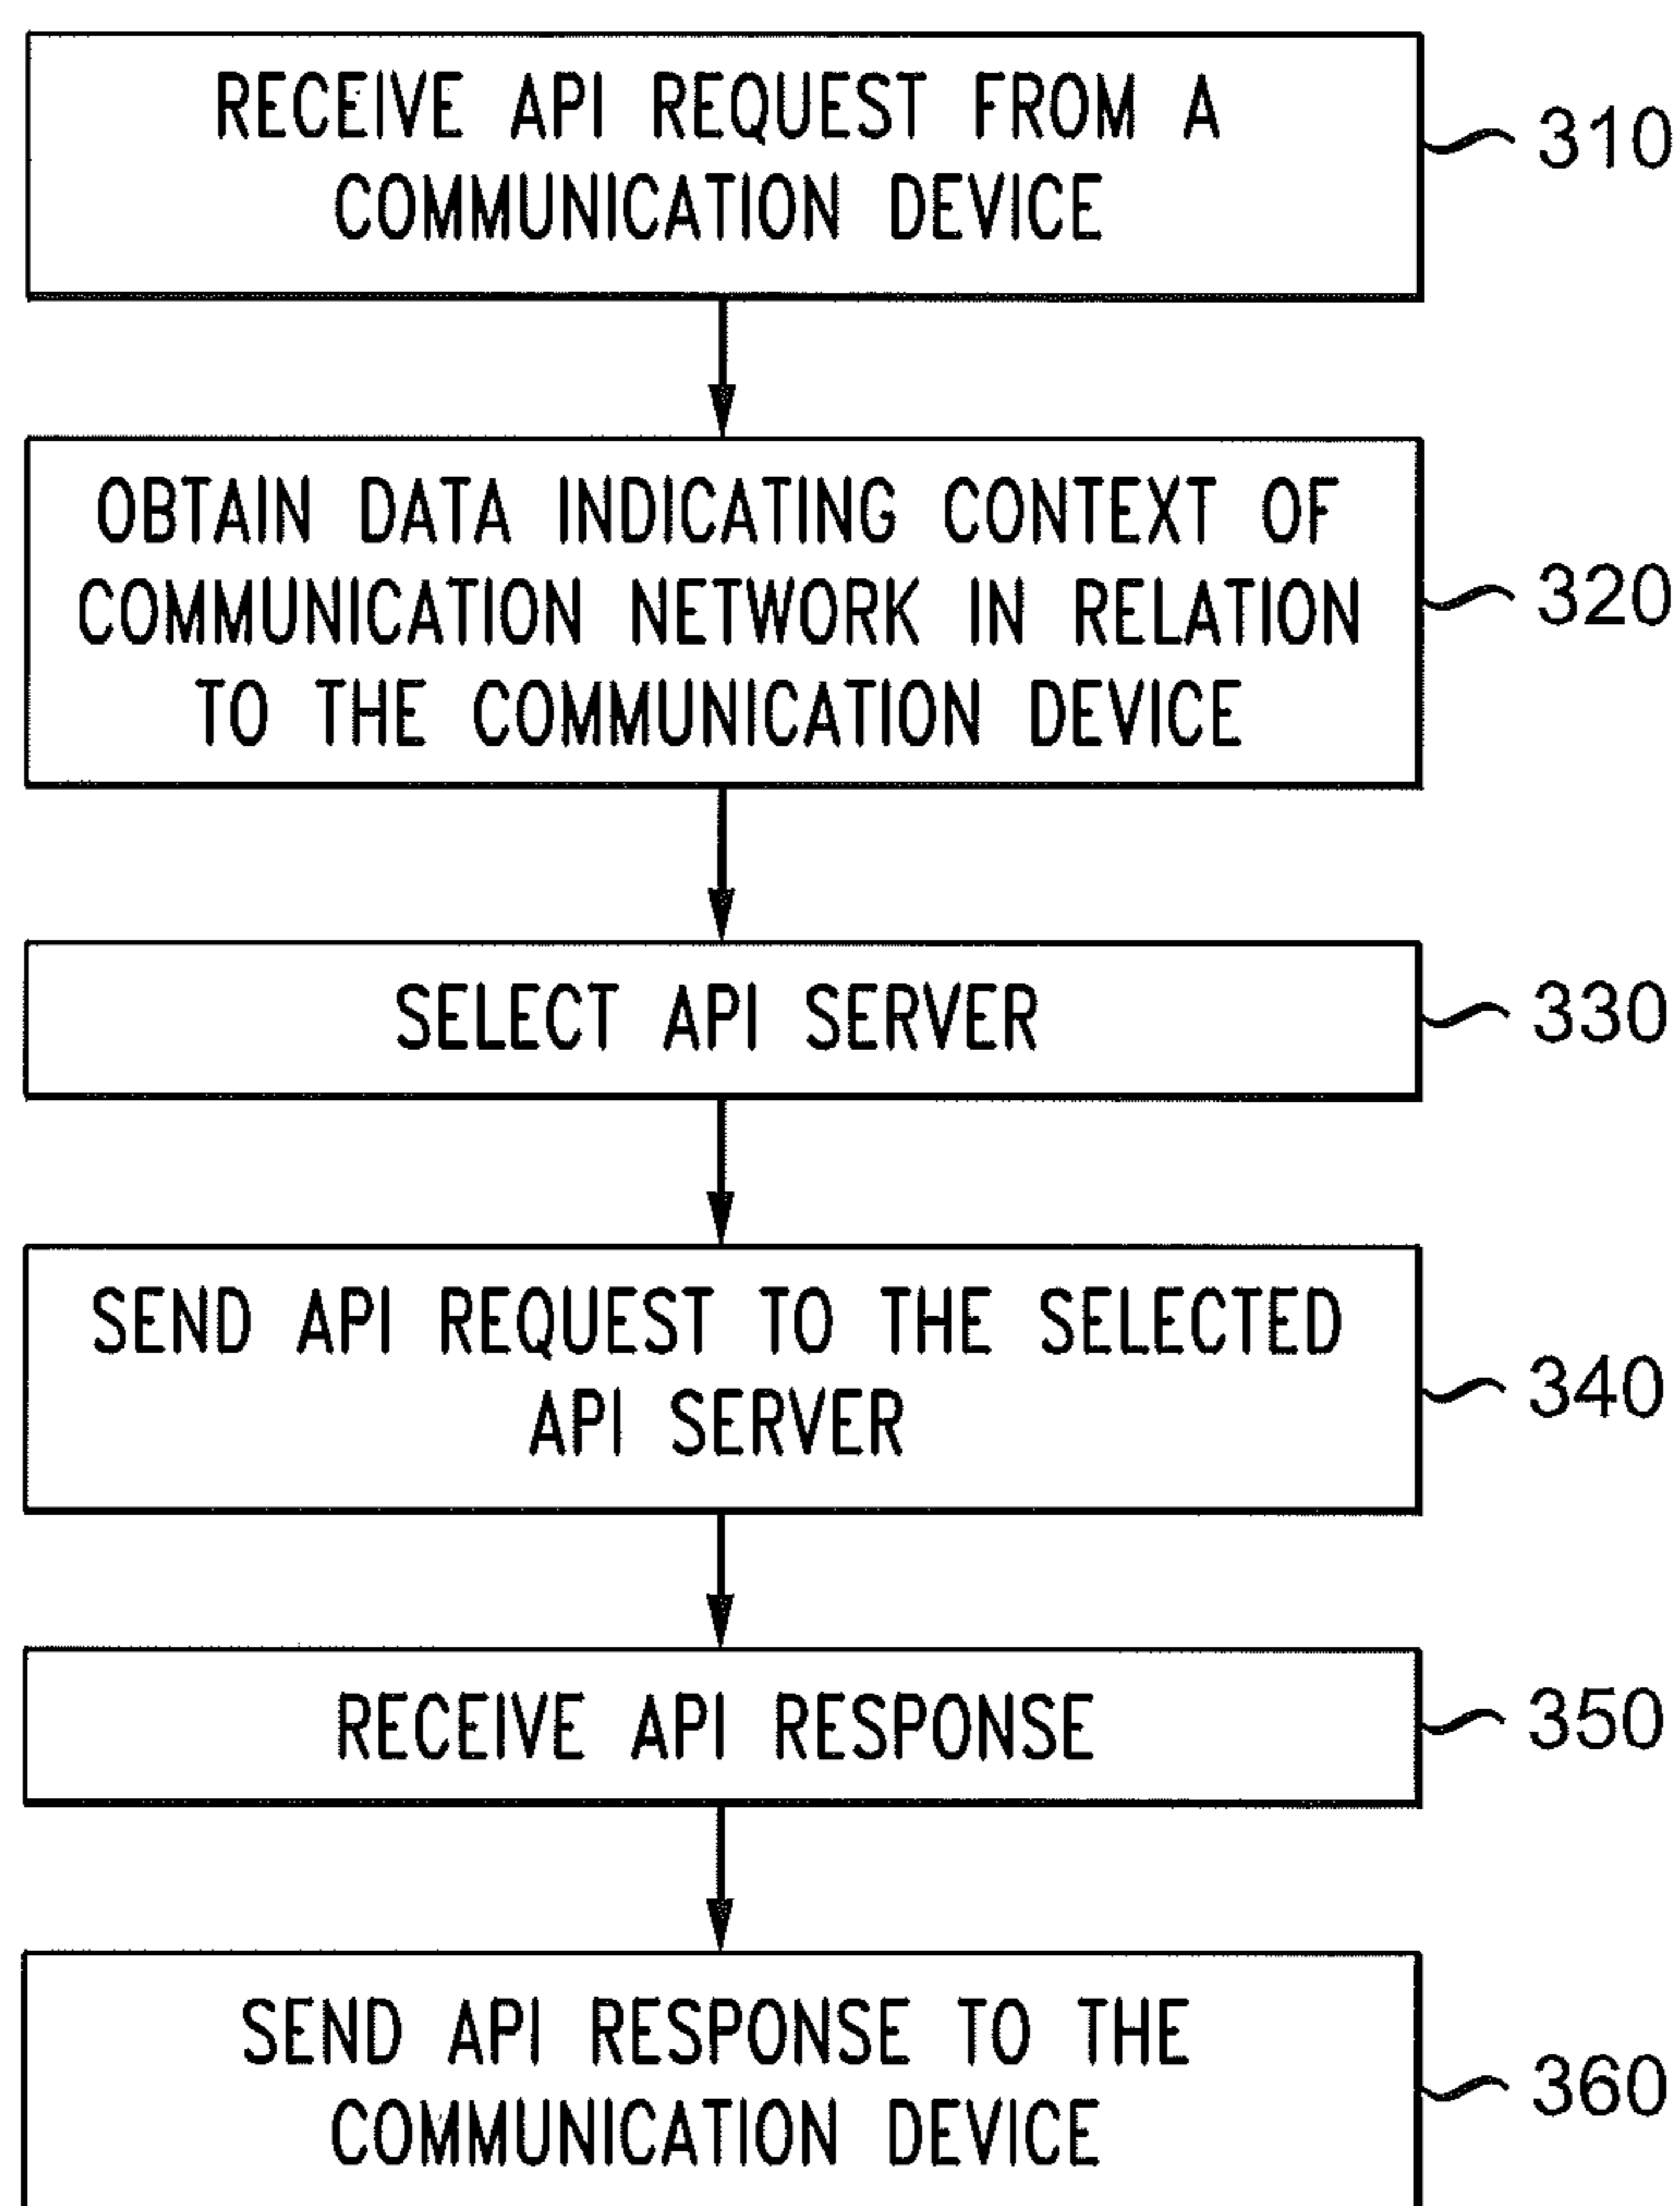 RECEIVE API REQUEST FROM A
COMMUNICATION DEVICE
310
OBTAIN DATA INDICATING CONTEXT OF
COMMUNICATION NETWORK IN RELATION
TO THE COMMUNICATION DEVICE
320
SELECT API SERVER
330
SEND API REQUEST TO THE SELECTED
API SERVER
340
RECEIVE API RESPONSE
350
SEND API RESPONSE TO THE
COMMUNICATION DEVICE
360